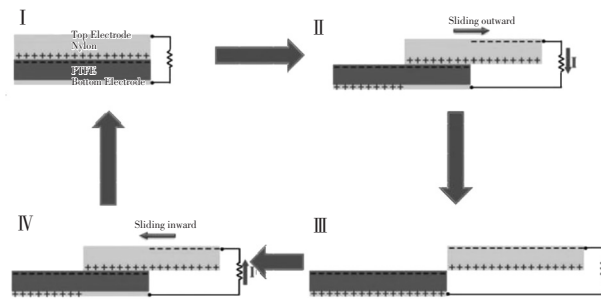 I
Top Electrode
Nylon
PTFE
Bottom Electrode
II
Sliding outward
I
IV
Sliding inward
I
III